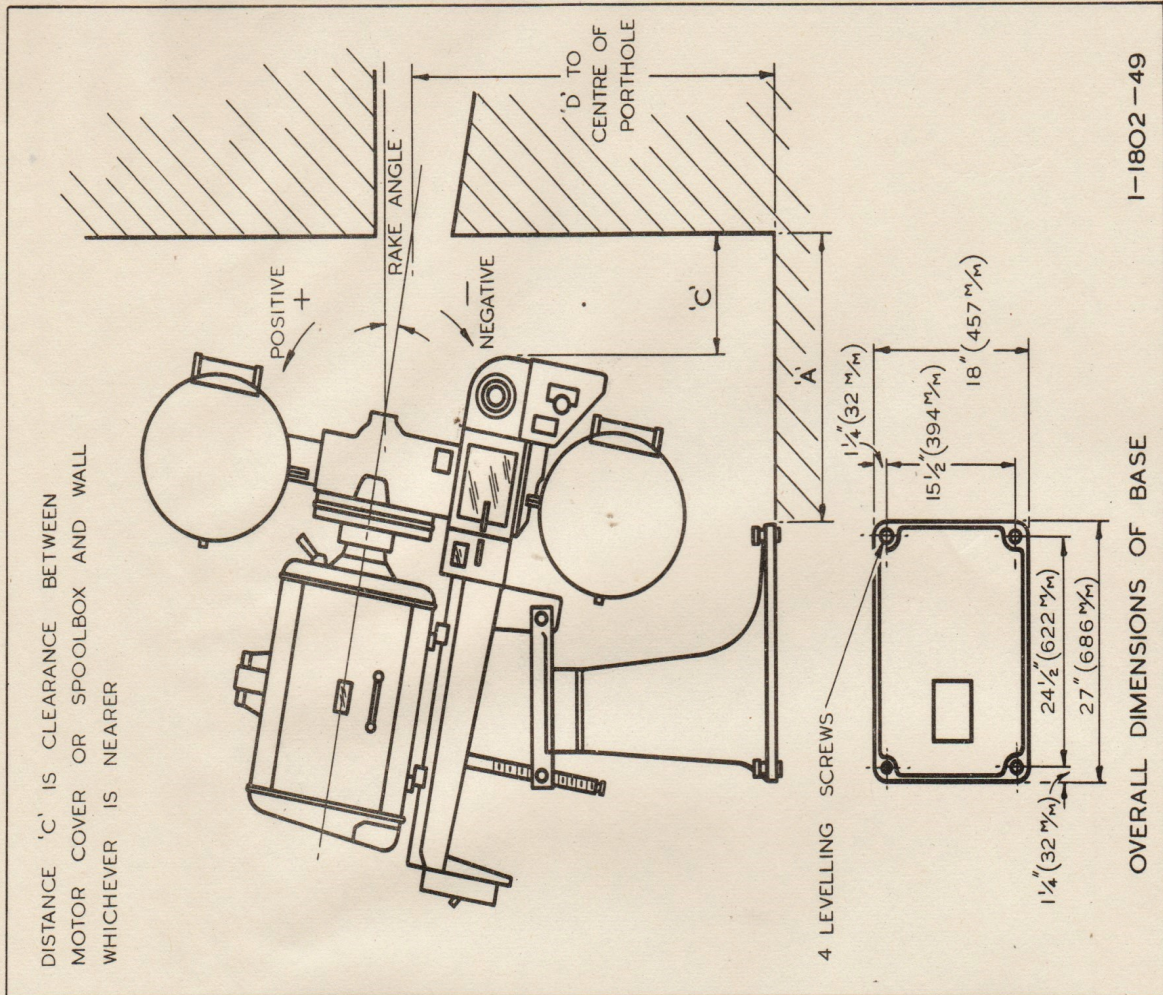 DISTANCE 'C' IS CLEARANCE BETWEEN
MOTOR COVER OR SPOOLBOX AND WALL
WHICHEVER IS NEARER
POSITIVE
+
RAKE ANGLE
−
NEGATIVE
'D' TO
CENTRE OF
PORTHOLE
'C'
'A'
4 LEVELLING SCREWS
1¼" (32 M/M)
15½" (394 M/M)
18" (457 M/M)
24½" (622 M/M)
27" (686 M/M)
1¼" (32 M/M)
OVERALL DIMENSIONS OF BASE
1-1802-49